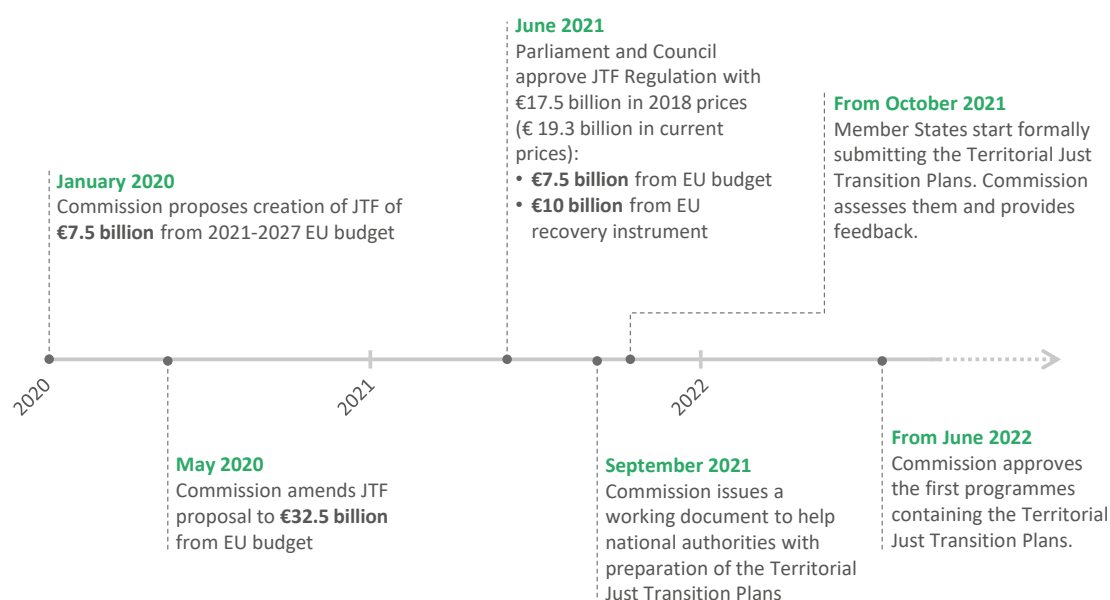 June 2021
Parliament and Council
approve JTF Regulation with
€17.5 billion in 2018 prices
(€ 19.3 billion in current
prices):
• €7.5 billion from EU budget
• €10 billion from EU
recovery instrument
From October 2021
Member States start formally
submitting the Territorial Just
Transition Plans. Commission
assesses them and provides
feedback.
January 2020
Commission proposes creation of JTF of
€7.5 billion from 2021-2027 EU budget
2020
2021
2022
May 2020
Commission amends JTF
proposal to €32.5 billion
from EU budget
September 2021
Commission issues a
working document to help
national authorities with
preparation of the Territorial
Just Transition Plans
From June 2022
Commission approves
the first programmes
containing the Territorial
Just Transition Plans.